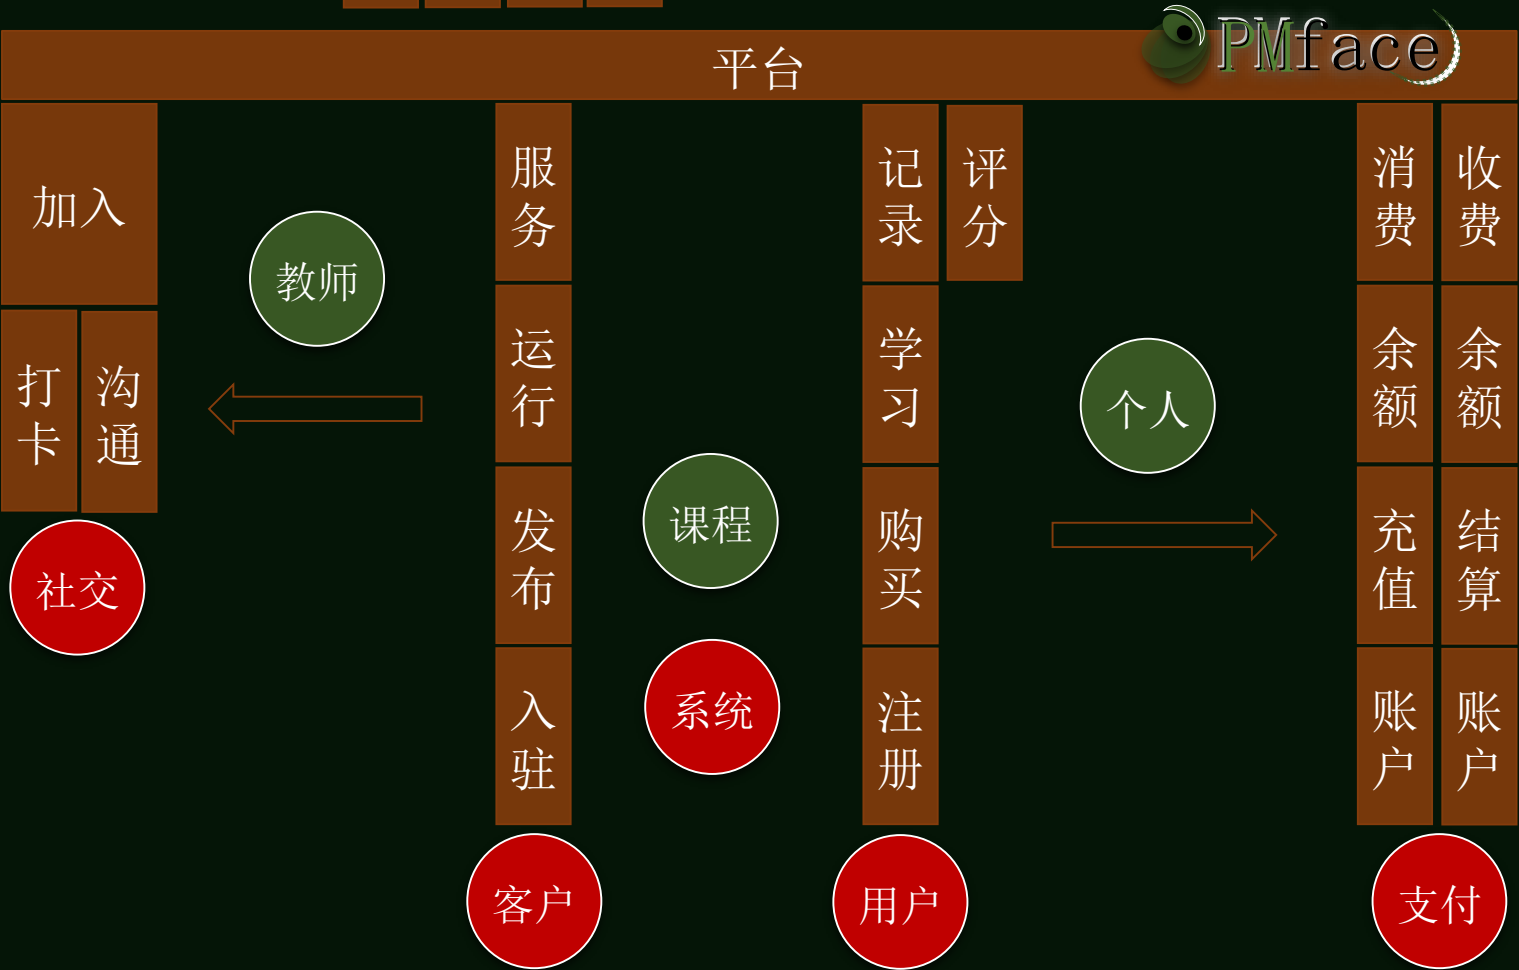 平台
PMface
加入
打卡
沟通
社交
教师
服务
运行
发布
入驻
客户
课程
系统
记录
评分
学习
购买
注册
用户
个人
消费
收费
余额
余额
充值
结算
账户
账户
支付